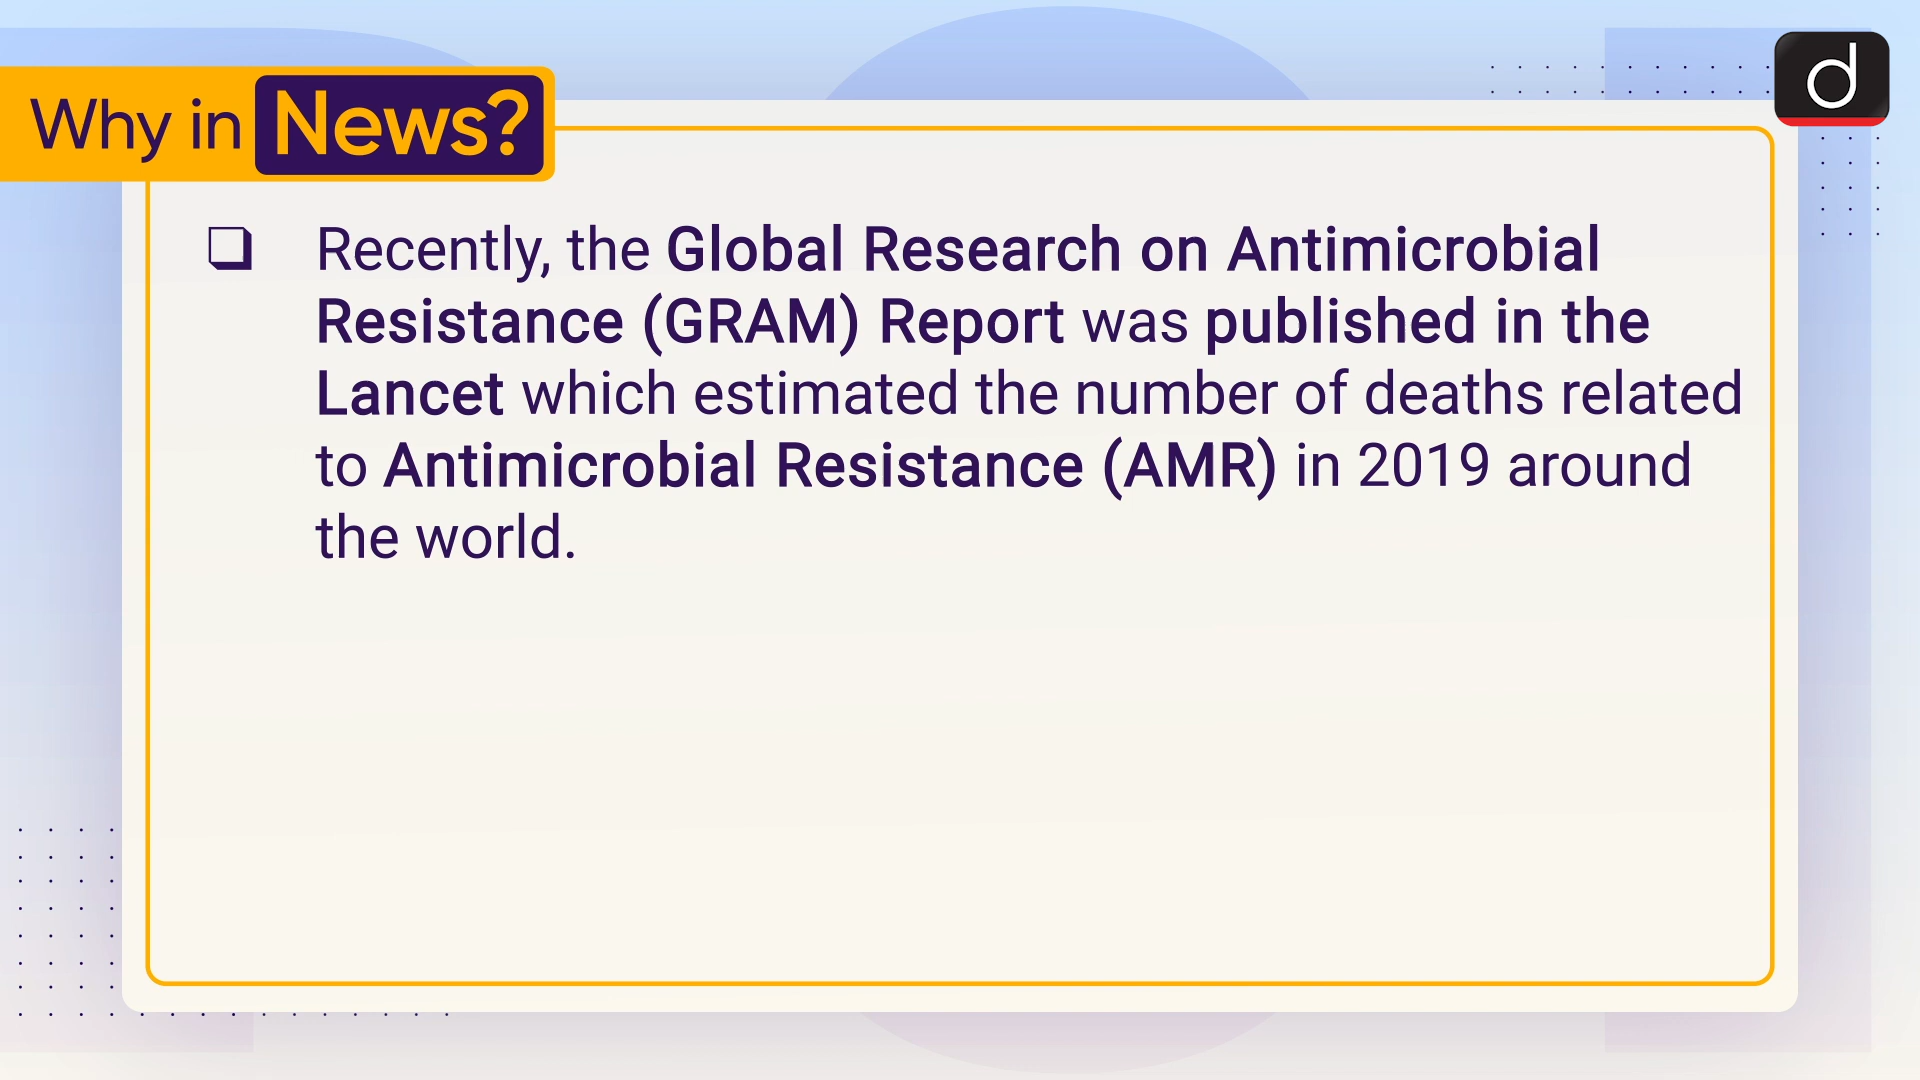 Why in News?
❑ Recently, the Global Research on Antimicrobial
Resistance (GRAM) Report was published in the
Lancet which estimated the number of deaths related
to Antimicrobial Resistance (AMR) in 2019 around
the world.
d